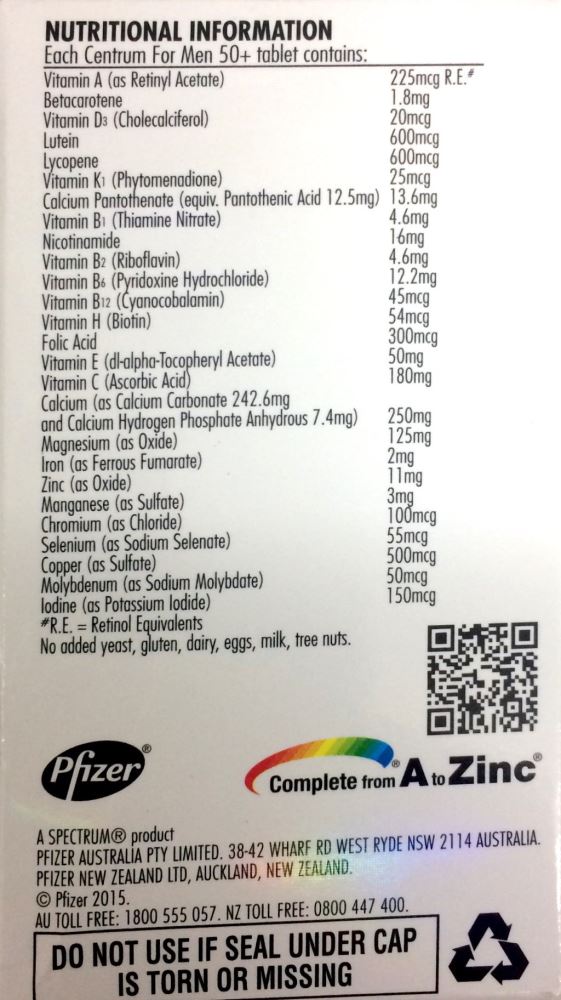 NUTRITIONAL INFORMATION
Each Centrum For Men 50+ tablet contains:
Vitamin A (as Retinyl Acetate) 225mcg R.E.#
Betacarotene 1.8mg
Vitamin D3 (Cholecalciferol) 20mcg
Lutein 600mcg
Lycopene 600mcg
Vitamin K1 (Phytomenadione) 25mcg
Calcium Pantothenate (equiv. Pantothenic Acid 12.5mg) 13.6mg
Vitamin B1 (Thiamine Nitrate) 4.6mg
Nicotinamide 16mg
Vitamin B2 (Riboflavin) 4.6mg
Vitamin B6 (Pyridoxine Hydrochloride) 12.2mg
Vitamin B12 (Cyanocobalamin) 45mcg
Vitamin H (Biotin) 54mcg
Folic Acid 300mcg
Vitamin E (dl-alpha-Tocopheryl Acetate) 50mg
Vitamin C (Ascorbic Acid) 180mg
Calcium (as Calcium Carbonate 242.6mg
and Calcium Hydrogen Phosphate Anhydrous 7.4mg) 250mg
Magnesium (as Oxide) 125mg
Iron (as Ferrous Fumarate) 2mg
Zinc (as Oxide) 11mg
Manganese (as Sulfate) 3mg
Chromium (as Chloride) 100mcg
Selenium (as Sodium Selenate) 55mcg
Copper (as Sulfate) 500mcg
Molybdenum (as Sodium Molybdate) 50mcg
Iodine (as Potassium Iodide) 150mcg
#R.E. = Retinol Equivalents
No added yeast, gluten, dairy, eggs, milk, tree nuts.
Pfizer®
Complete from® A to Zinc®
A SPECTRUM® product
PFIZER AUSTRALIA PTY LIMITED. 38-42 WHARF RD WEST RYDE NSW 2114 AUSTRALIA.
PFIZER NEW ZEALAND LTD, AUCKLAND, NEW ZEALAND.
© Pfizer 2015.
AU TOLL FREE: 1800 555 057. NZ TOLL FREE: 0800 447 400.
DO NOT USE IF SEAL UNDER CAP
IS TORN OR MISSING